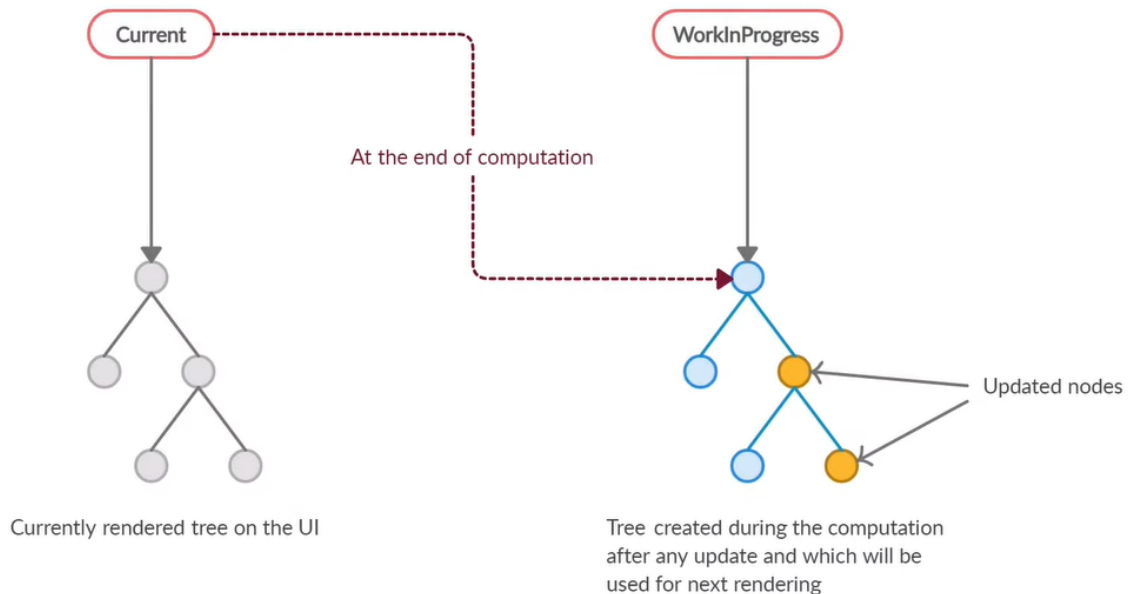 Current
WorkInProgress
At the end of computation
Updated nodes
Currently rendered tree on the UI
Tree created during the computation
after any update and which will be
used for next rendering